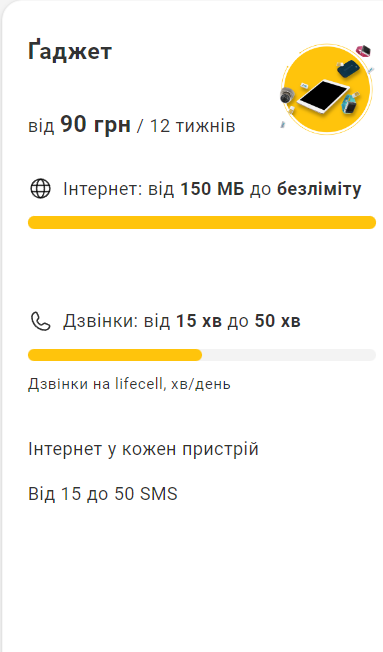 Ґаджет
від 90 грн / 12 тижнів
Інтернет: від 150 МБ до безліміту
Дзвінки: від 15 хв до 50 хв
Дзвінки на lifecell, хв/день
Інтернет у кожен пристрій
Від 15 до 50 SMS